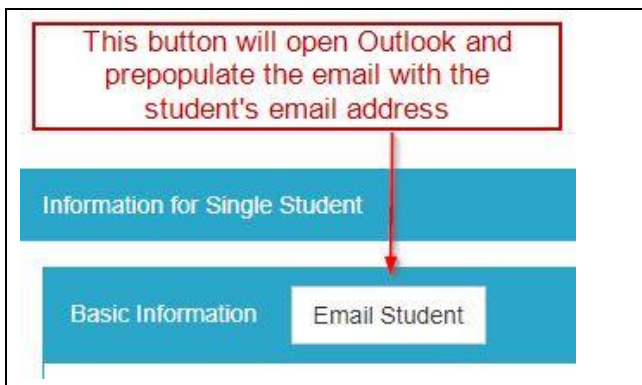 This button will open Outlook and
prepopulate the email with the
student's email address
Information for Single Student
Basic Information
Email Student